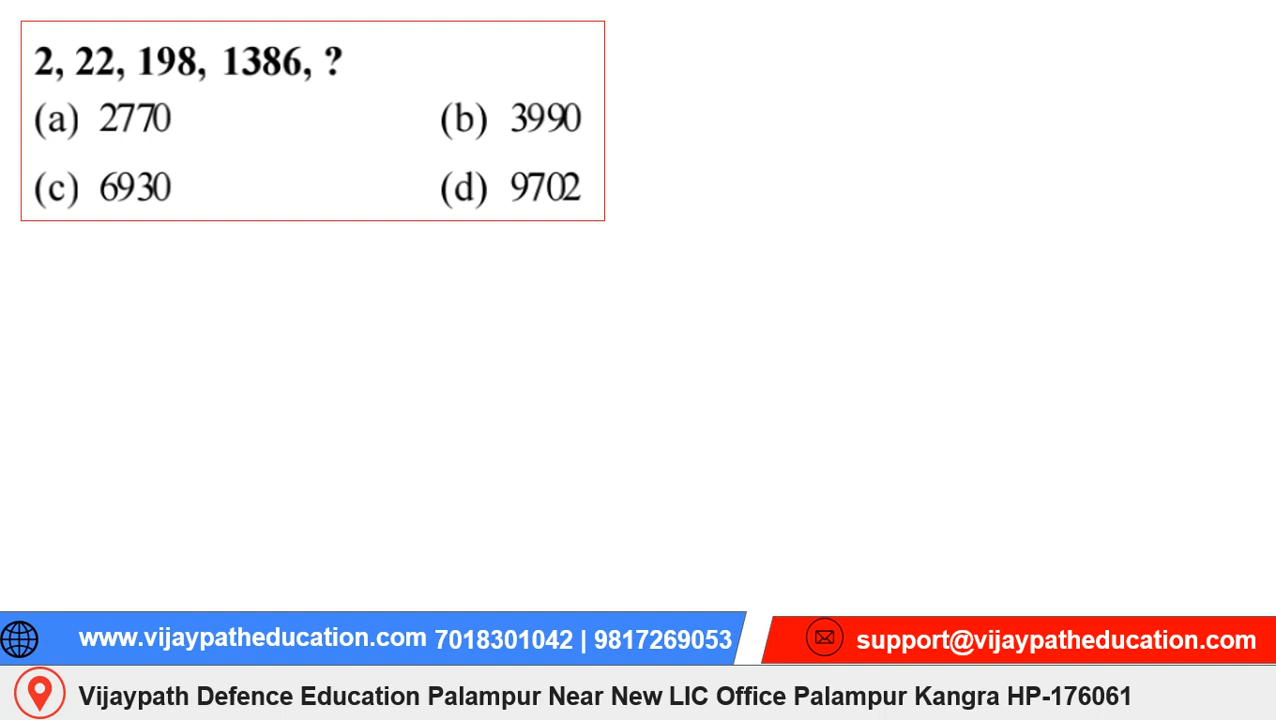 2, 22, 198, 1386, ?
(a) 2770 (b) 3990
(c) 6930 (d) 9702
www.vijaypatheducation.com 7018301042 | 9817269053 support@vijaypatheducation.com
Vijaypath Defence Education Palampur Near New LIC Office Palampur Kangra HP-176061